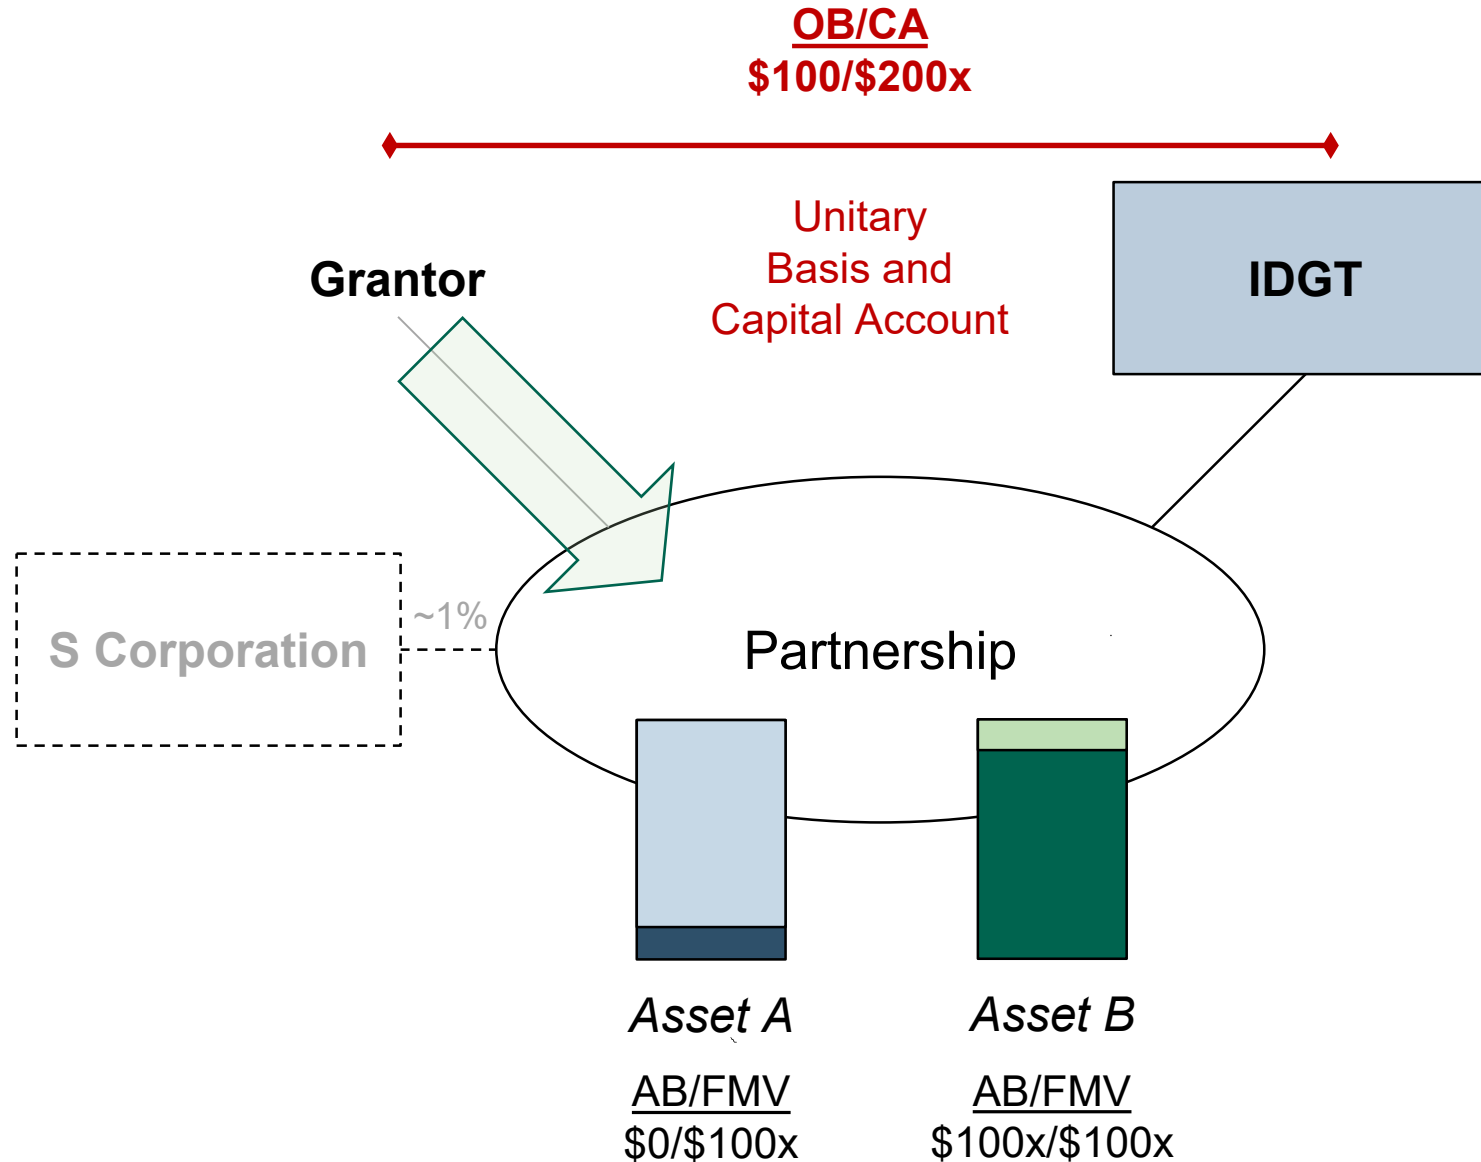 OB/CA
$100/$200x
Unitary
Basis and
Capital Account
Grantor
IDGT
~1%
S Corporation
Partnership
Asset A
Asset B
AB/FMV
$0/$100x
AB/FMV
$100x/$100x